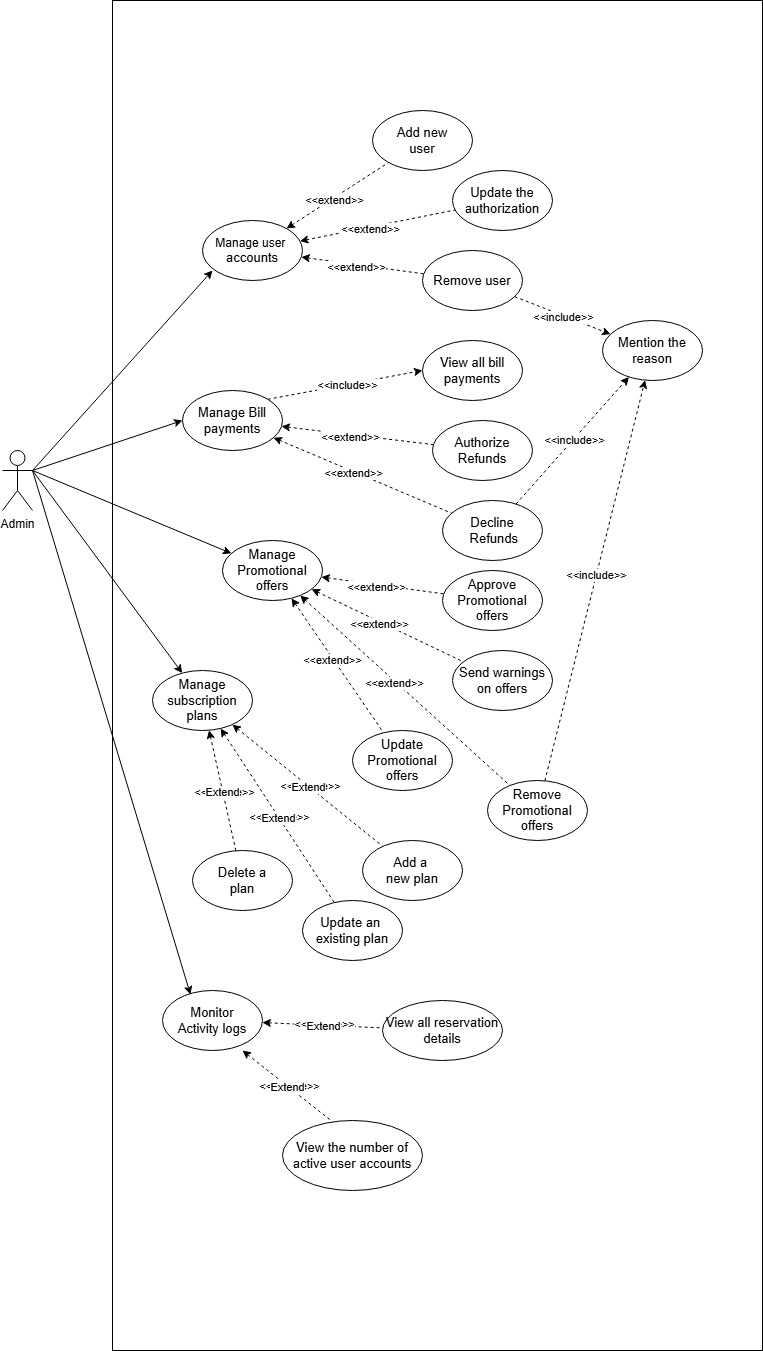 Add new
user
<<extend>>
Update the
authorization
<<extend>>
Manage user
accounts
<<extend>>
Remove user
<<include>>
Mention the
reason
View all bill
payments
<<include>>
Manage Bill
payments
<<extend>>
Authorize
Refunds
<<include>>
<<extend>>
Decline
Refunds
Admin
Manage
Promotional
offers
<<extend>>
Approve
Promotional
offers
<<include>>
<<extend>>
Send warnings
on offers
<<extend>>
<<extend>>
Manage
subscription
plans
Update
Promotional
offers
Remove
Promotional
offers
<<Extend>>
<<Extend>>
<<Extend>>
Delete a
plan
Add a
new plan
Update an
existing plan
Monitor
Activity logs
<<Extend>>
View all reservation
details
<<Extend>>
View the number of
active user accounts